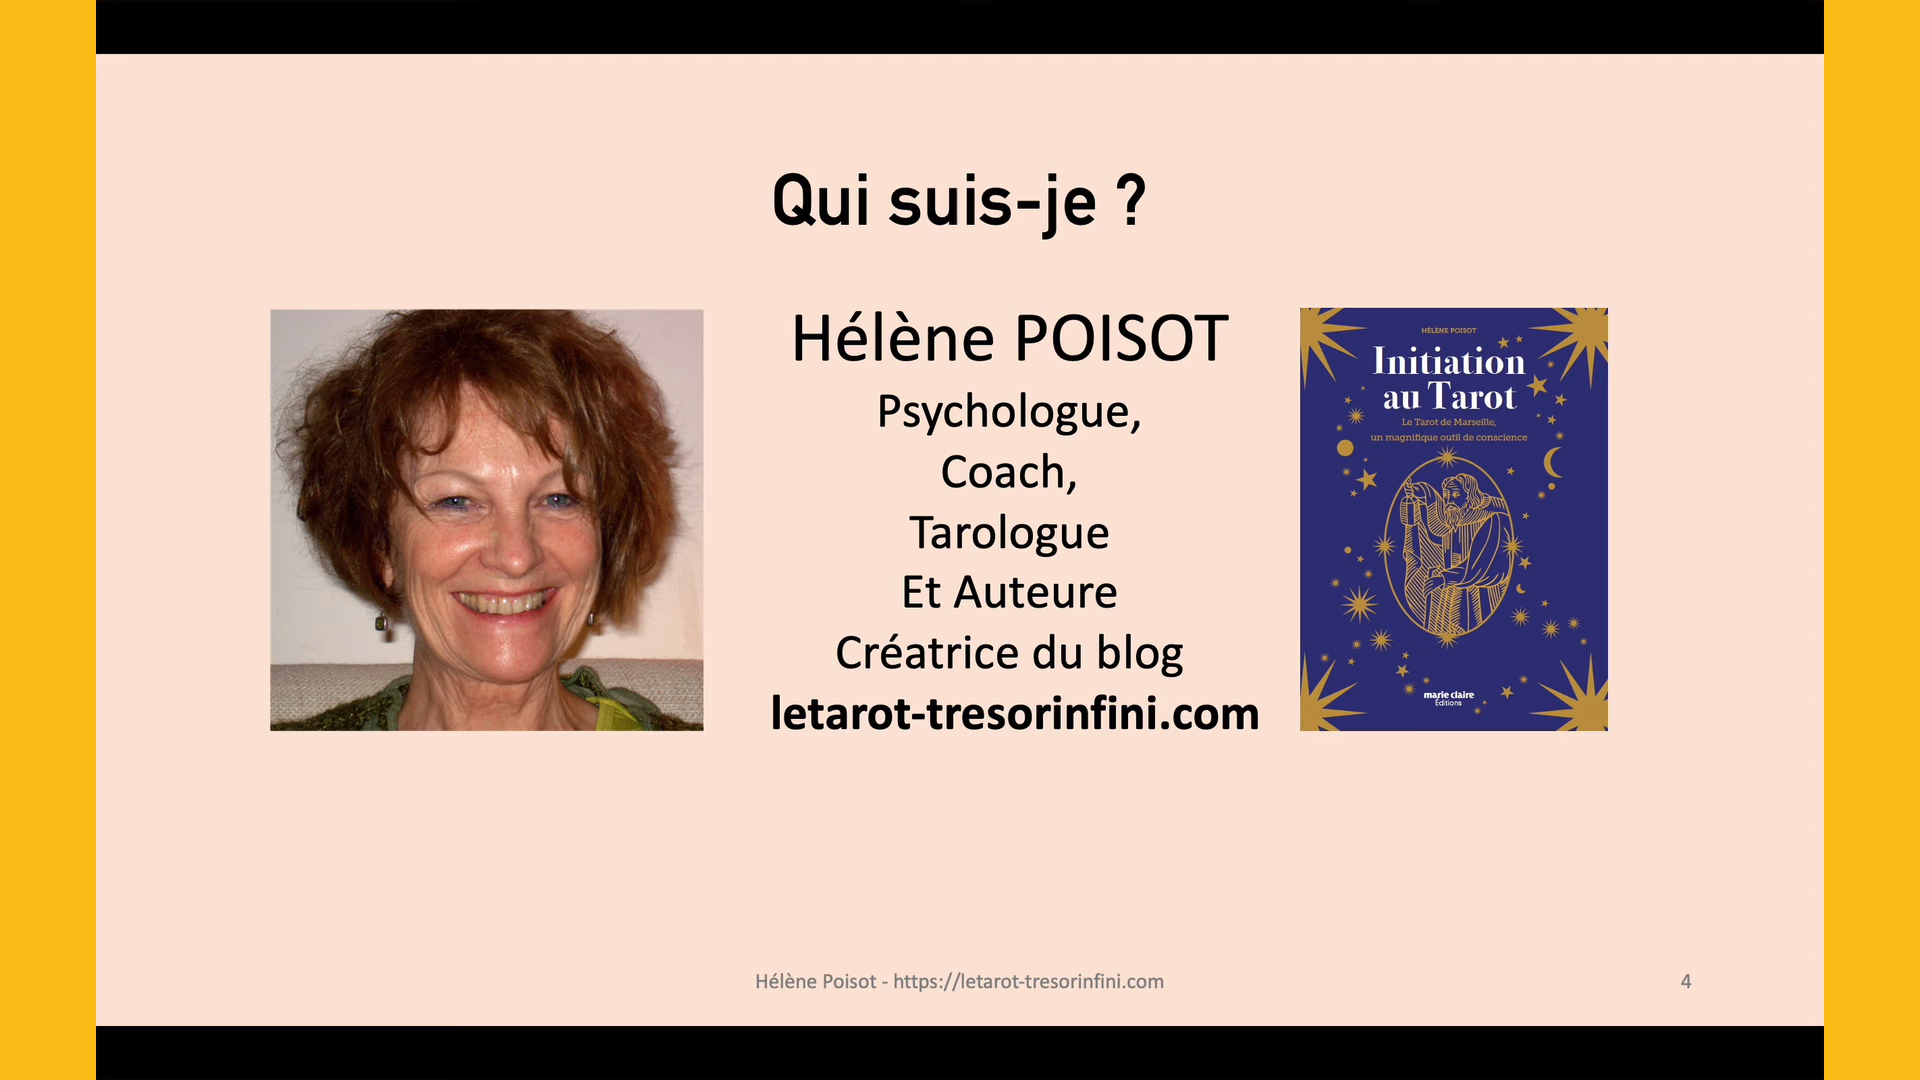 Qui suis-je ?
Hélène POISOT
Psychologue,
Coach,
Tarologue
Et Auteure
Créatrice du blog
letarot-tresorinfini.com
HÉLÈNE POISOT
Initiation
au Tarot
Le Tarot de Marseille,
un magnifique outil de conscience
marie claire
Éditions
Hélène Poisot - https://letarot-tresorinfini.com
4